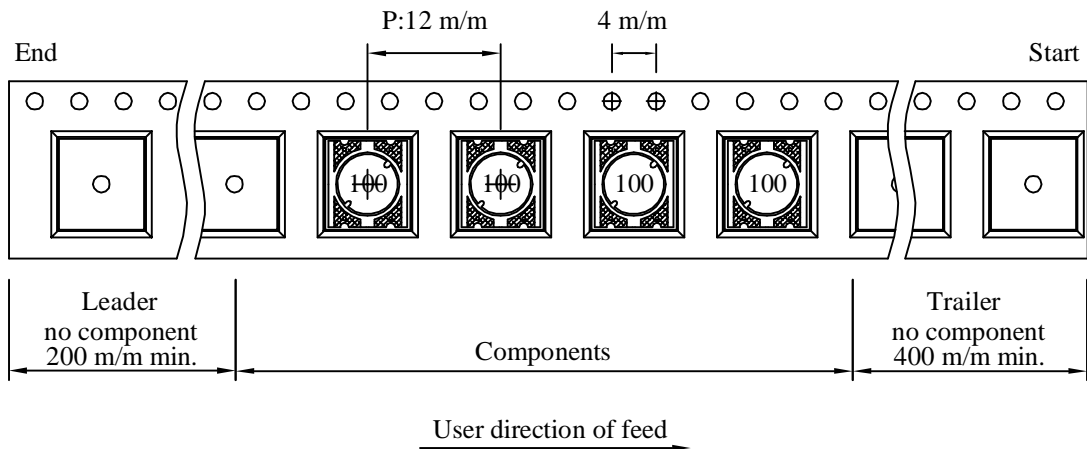 P:12 m/m
4 m/m
End
Start
100
100
100
100
Leader
no component
200 m/m min.
Components
Trailer
no component
400 m/m min.
User direction of feed